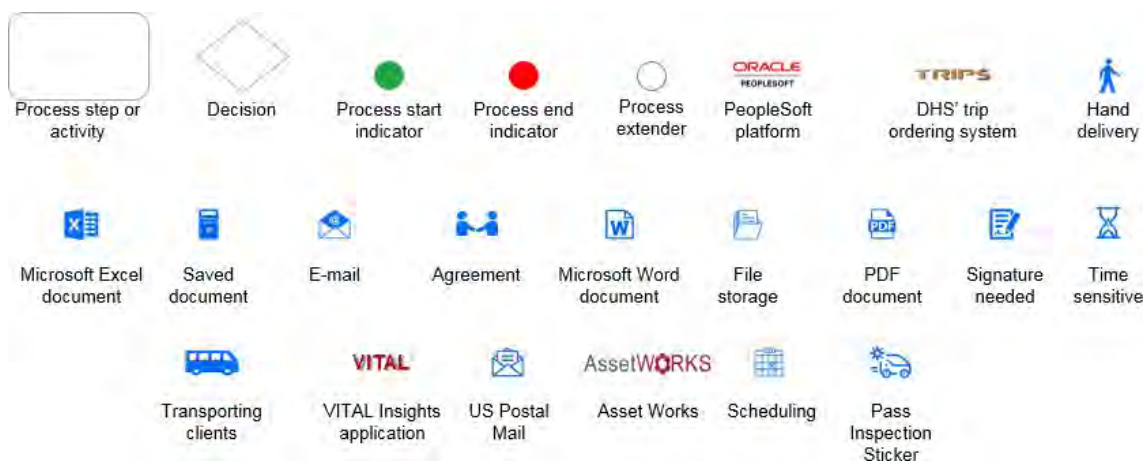 ORACLE
PEOPLESOFT
TRIPS
Process step or
activity
Decision
Process start
indicator
Process end
indicator
Process
extender
PeopleSoft
platform
DHS' trip
ordering system
Hand
delivery
X
@
W
PDF
Microsoft Excel
document
Saved
document
E-mail
Agreement
Microsoft Word
document
File
storage
PDF
document
Signature
needed
Time
sensitive
VITAL
AssetWORKS
Transporting
clients
VITAL Insights
application
US Postal
Mail
Asset Works
Scheduling
Pass
Inspection
Sticker